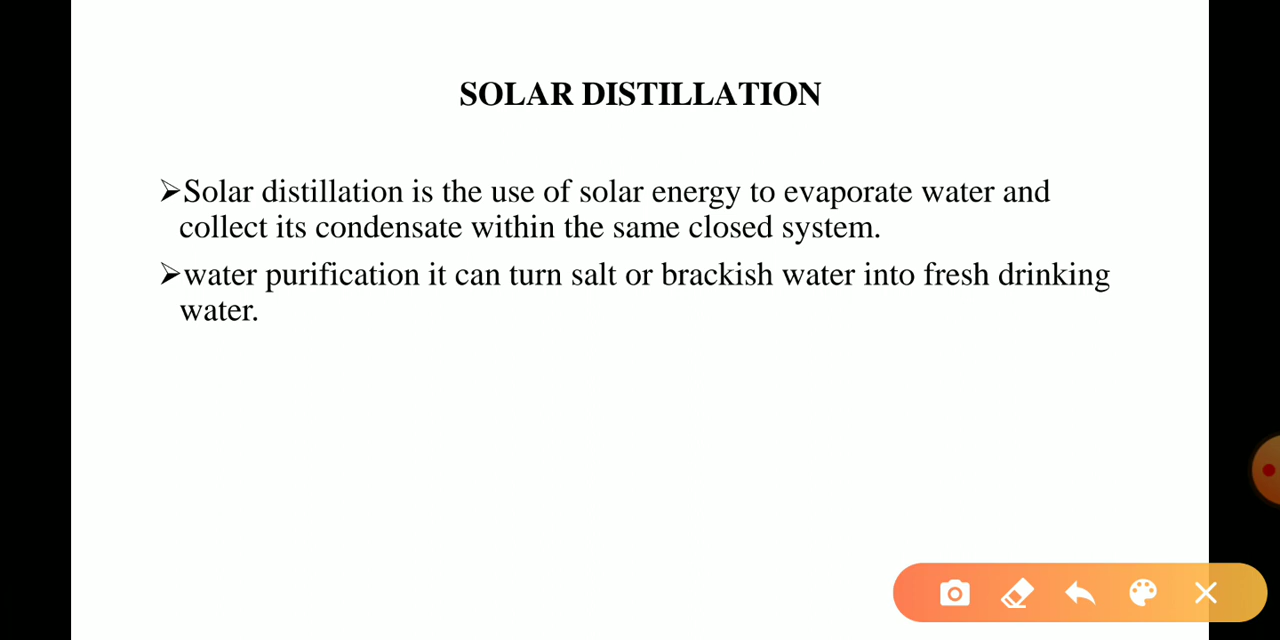 SOLAR DISTILLATION
➢Solar distillation is the use of solar energy to evaporate water and
collect its condensate within the same closed system.
➢water purification it can turn salt or brackish water into fresh drinking
water.